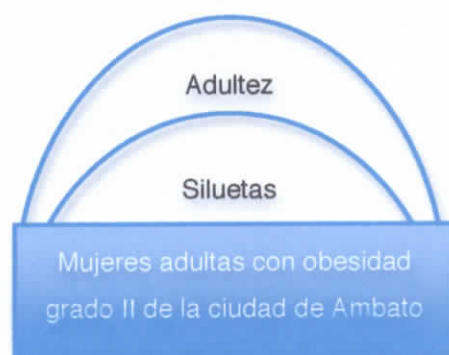 Adultez
Siluetas
Mujeres adultas con obesidad
grado II de la ciudad de Ambato